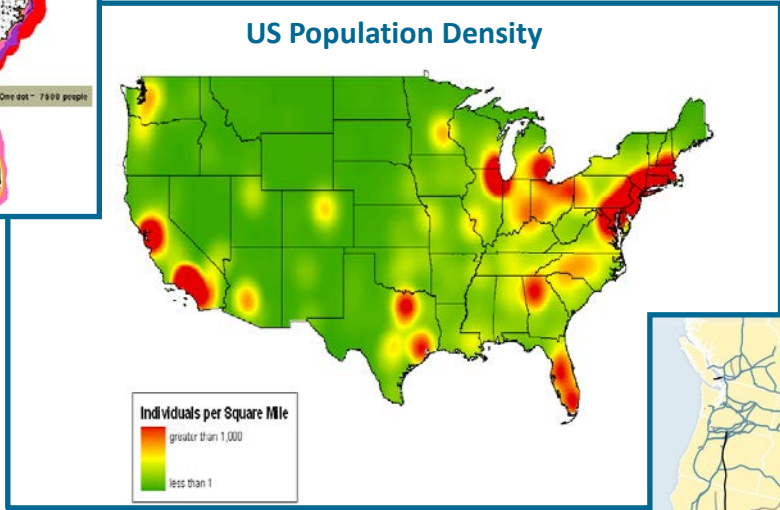 One dot = 7500 people
US Population Density
Individuals per Square Mile
greater than 1,000
less than 1